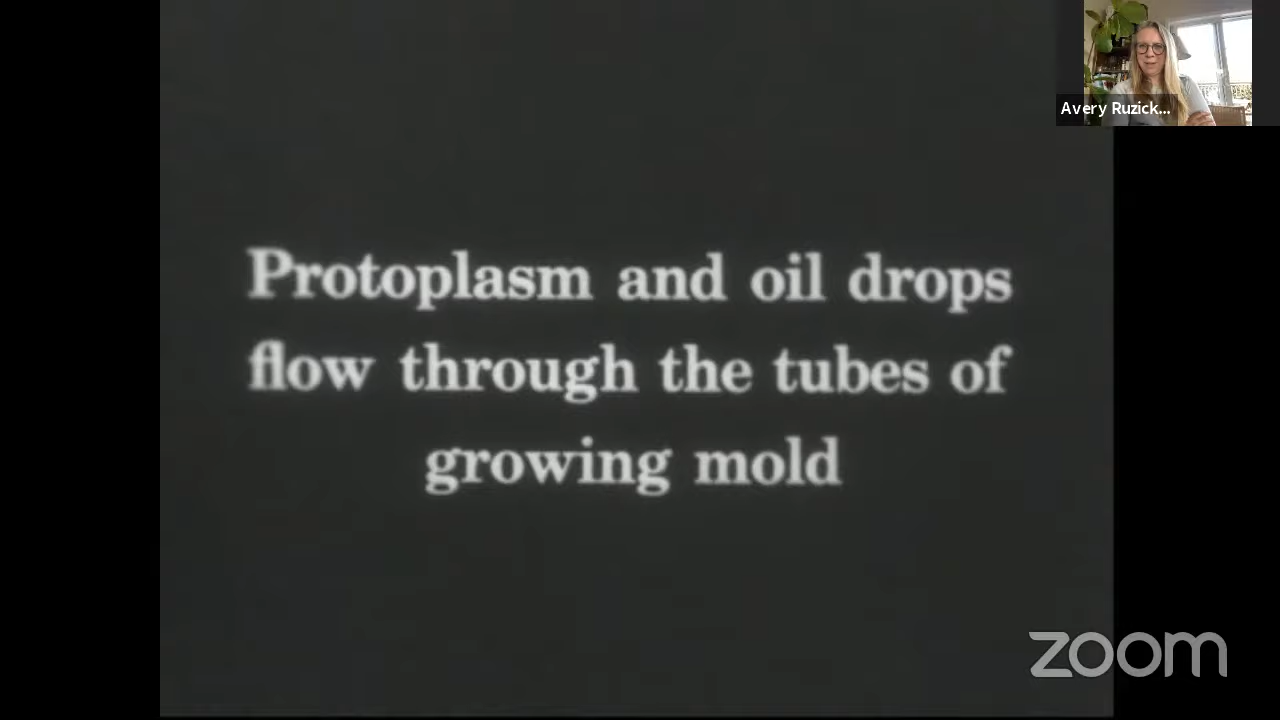 Avery Ruzick...
Protoplasm and oil drops
flow through the tubes of
growing mold
zoom